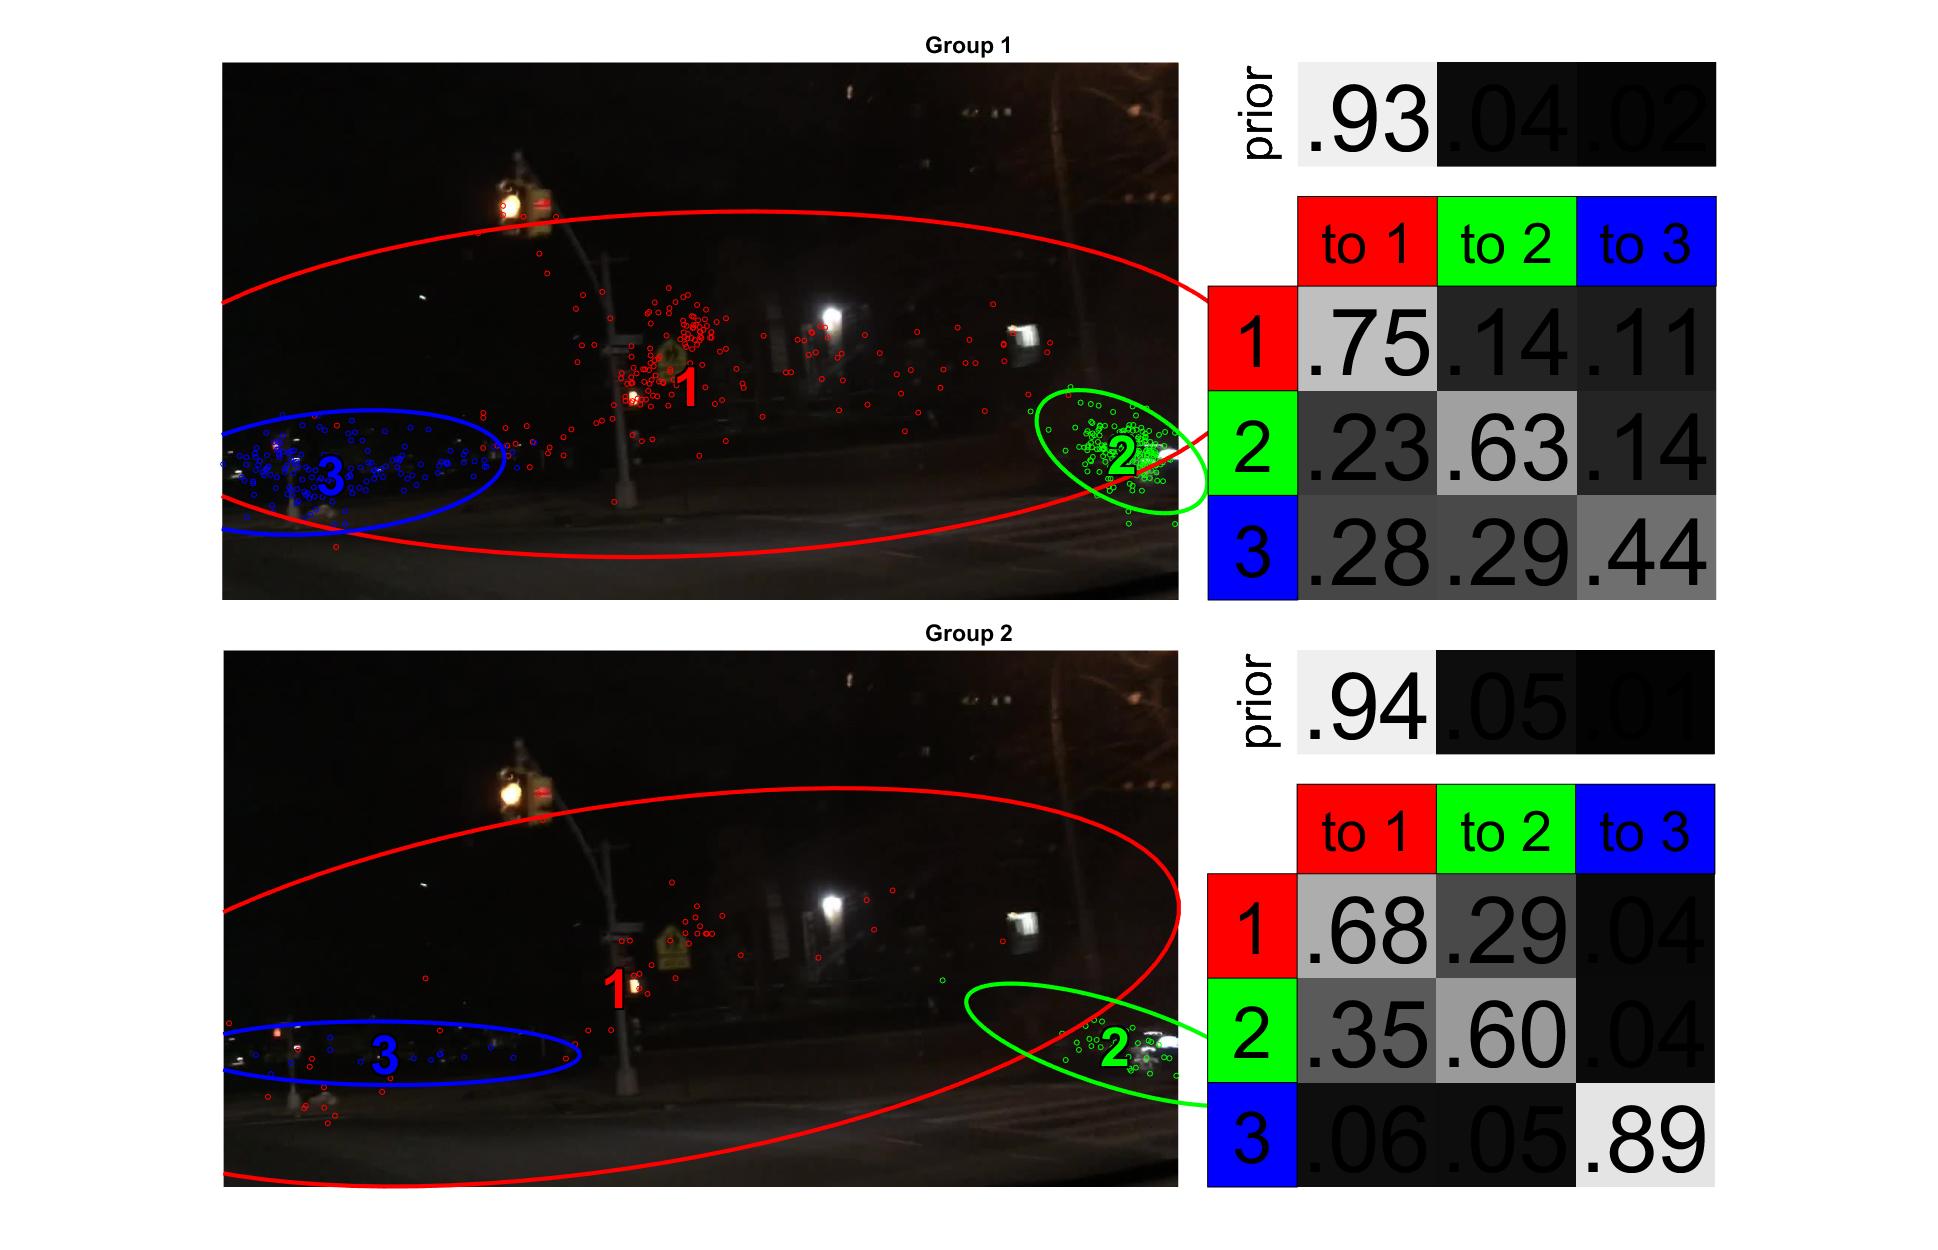 Group 1
prior .93 .04 .02
to 1 to 2 to 3
1 .75 .14 .11
2 .23 .63 .14
3 .28 .29 .44
1
2
3
Group 2
prior .94 .05 .01
to 1 to 2 to 3
1 .68 .29 .04
2 .35 .60 .04
3 .06 .05 .89
1
2
3